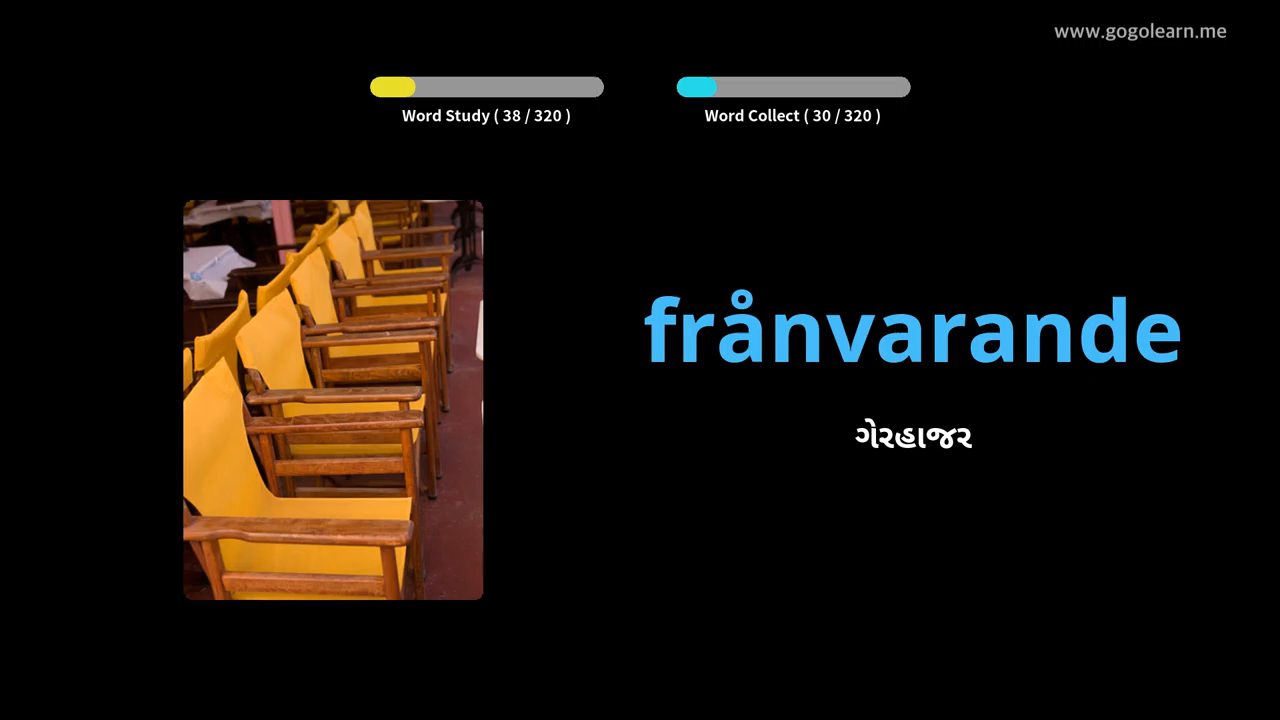 www.gogolearn.me
Word Study ( 38 / 320 )
Word Collect ( 30 / 320 )
frånvarande
ગેરહાજર